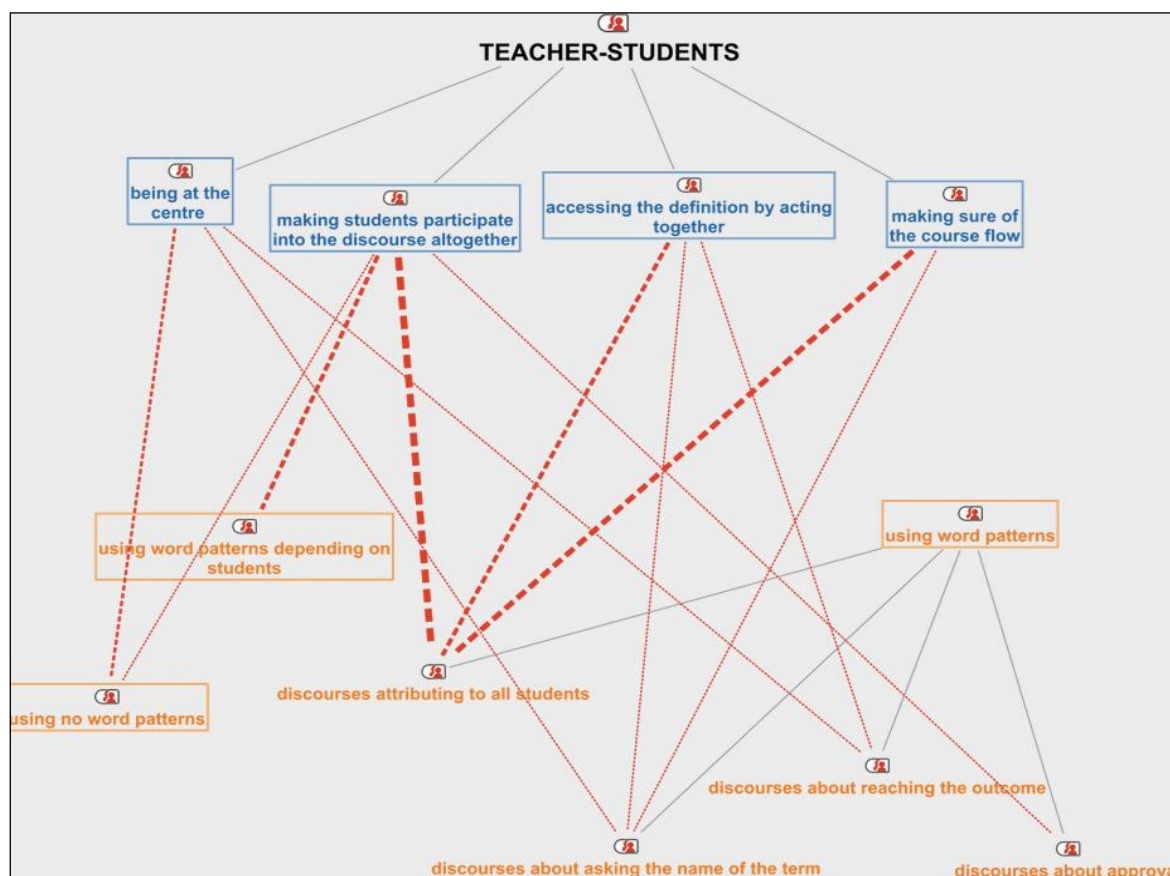 TEACHER-STUDENTS
being at the
centre
making students participate
into the discourse altogether
accessing the definition by acting
together
making sure of
the course flow
using word patterns depending on
students
using word patterns
using no word patterns
discourses attributing to all students
discourses about reaching the outcome
discourses about asking the name of the term
discourses about approva